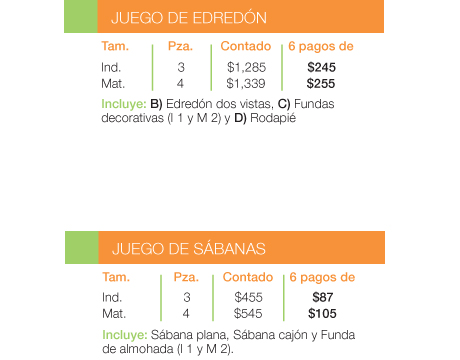 JUEGO DE EDREDÓN
Tam. Pza. Contado 6 pagos de
Ind. 3 $1,285 $245
Mat. 4 $1,339 $255
Incluye: B) Edredón dos vistas, C) Fundas
decorativas (I 1 y M 2) y D) Rodapié
JUEGO DE SÁBANAS
Tam. Pza. Contado 6 pagos de
Ind. 3 $455 $87
Mat. 4 $545 $105
Incluye: Sábana plana, Sábana cajón y Funda
de almohada (I 1 y M 2).